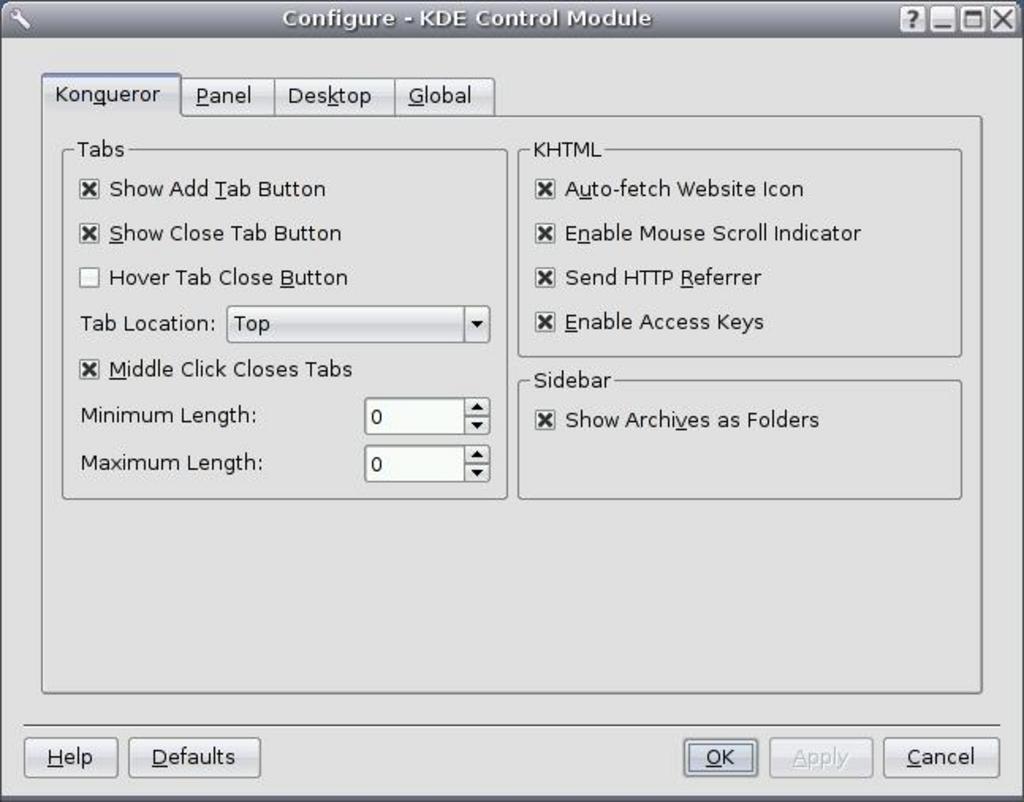 Configure - KDE Control Module
Konqueror Panel Desktop Global
Tabs
Show Add Tab Button
Show Close Tab Button
Hover Tab Close Button
Tab Location: Top
Middle Click Closes Tabs
Minimum Length: 0
Maximum Length: 0
KHTML
Auto-fetch Website Icon
Enable Mouse Scroll Indicator
Send HTTP Referrer
Enable Access Keys
Sidebar
Show Archives as Folders
Help Defaults OK Apply Cancel